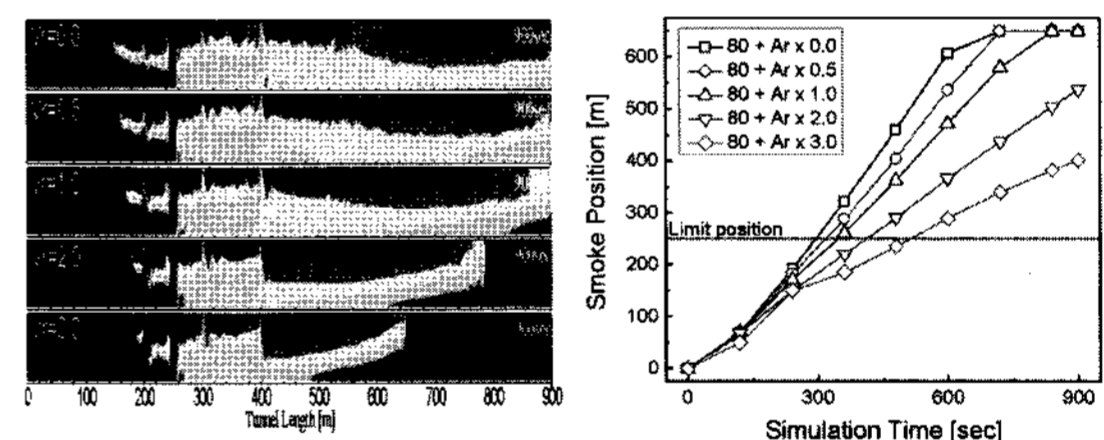 0 100 200 300 400 500 600 700 800 900
Tunnel Length [m]
600
500
400
300
200
100
0
Smoke Position [m]
80 + Ar x 0.0
80 + Ar x 0.5
80 + Ar x 1.0
80 + Ar x 2.0
80 + Ar x 3.0
Limit position
0 300 600 900
Simulation Time [sec]